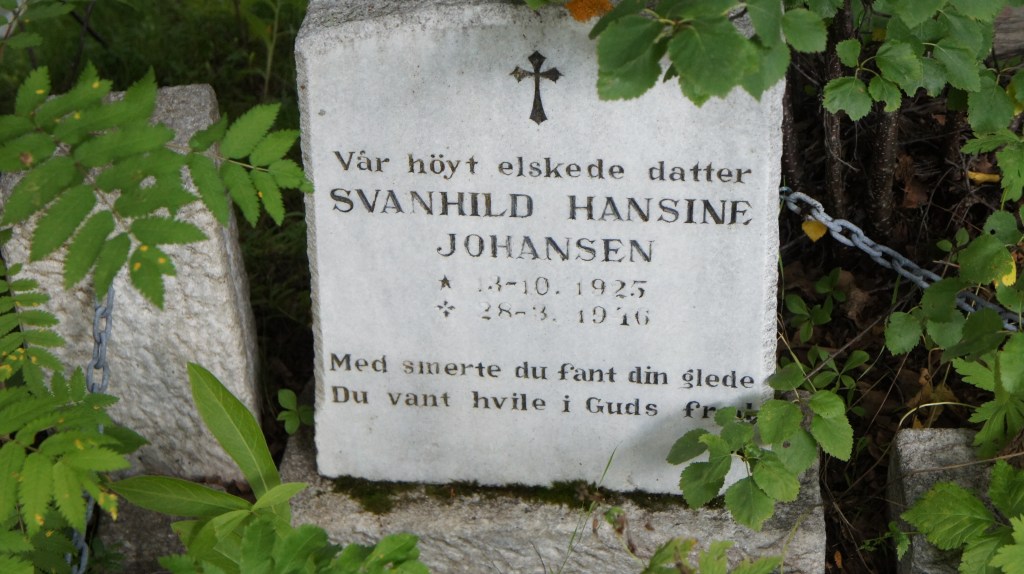 Vår höyt elskede datter
SVANHILD HANSINE
JOHANSEN
13-10. 1925
28-3. 1946
Med smerte du fant din glede
Du vant hvile i Guds